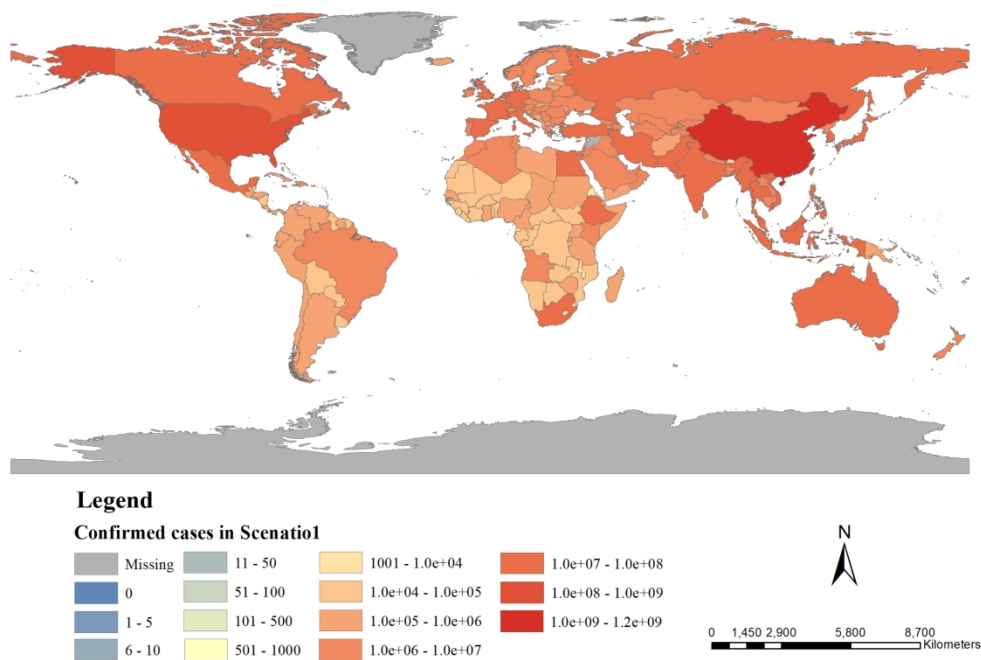 Legend
Confirmed cases in Scenatio1
Missing
0
1 - 5
6 - 10
11 - 50
51 - 100
101 - 500
501 - 1000
1001 - 1.0e+04
1.0e+04 - 1.0e+05
1.0e+05 - 1.0e+06
1.0e+06 - 1.0e+07
1.0e+07 - 1.0e+08
1.0e+08 - 1.0e+09
1.0e+09 - 1.2e+09
N
0 1,450 2,900 5,800 8,700
Kilometers